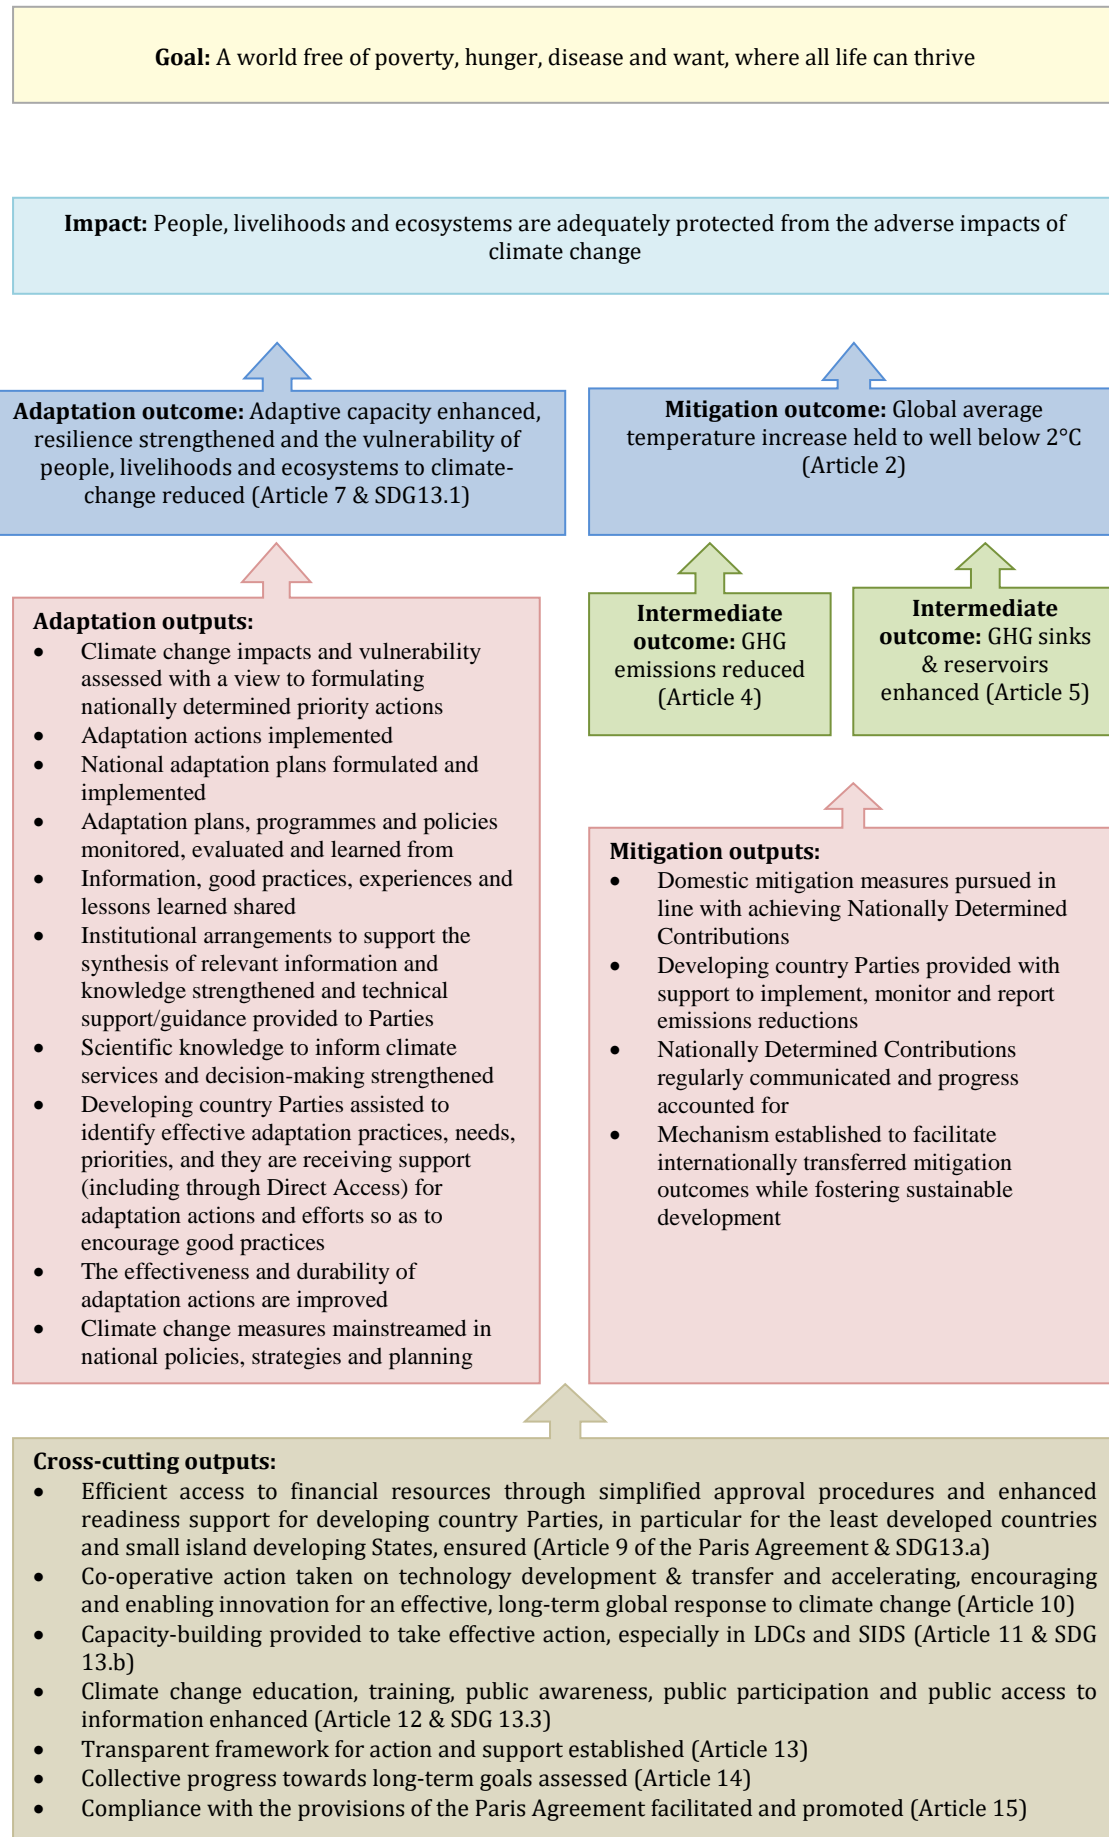 Goal: A world free of poverty, hunger, disease and want, where all life can thrive
Impact: People, livelihoods and ecosystems are adequately protected from the adverse impacts of
climate change
Adaptation outcome: Adaptive capacity enhanced,
resilience strengthened and the vulnerability of
people, livelihoods and ecosystems to climate-
change reduced (Article 7 & SDG13.1)
Mitigation outcome: Global average
temperature increase held to well below 2°C
(Article 2)
Intermediate
outcome: GHG
emissions reduced
(Article 4)
Intermediate
outcome: GHG sinks
& reservoirs
enhanced (Article 5)
Adaptation outputs:
• Climate change impacts and vulnerability
assessed with a view to formulating
nationally determined priority actions
• Adaptation actions implemented
• National adaptation plans formulated and
implemented
• Adaptation plans, programmes and policies
monitored, evaluated and learned from
• Information, good practices, experiences and
lessons learned shared
• Institutional arrangements to support the
synthesis of relevant information and
knowledge strengthened and technical
support/guidance provided to Parties
• Scientific knowledge to inform climate
services and decision-making strengthened
• Developing country Parties assisted to
identify effective adaptation practices, needs,
priorities, and they are receiving support
(including through Direct Access) for
adaptation actions and efforts so as to
encourage good practices
• The effectiveness and durability of
adaptation actions are improved
• Climate change measures mainstreamed in
national policies, strategies and planning
Mitigation outputs:
• Domestic mitigation measures pursued in
line with achieving Nationally Determined
Contributions
• Developing country Parties provided with
support to implement, monitor and report
emissions reductions
• Nationally Determined Contributions
regularly communicated and progress
accounted for
• Mechanism established to facilitate
internationally transferred mitigation
outcomes while fostering sustainable
development
Cross-cutting outputs:
• Efficient access to financial resources through simplified approval procedures and enhanced
readiness support for developing country Parties, in particular for the least developed countries
and small island developing States, ensured (Article 9 of the Paris Agreement & SDG13.a)
• Co-operative action taken on technology development & transfer and accelerating, encouraging
and enabling innovation for an effective, long-term global response to climate change (Article 10)
• Capacity-building provided to take effective action, especially in LDCs and SIDS (Article 11 & SDG
13.b)
• Climate change education, training, public awareness, public participation and public access to
information enhanced (Article 12 & SDG 13.3)
• Transparent framework for action and support established (Article 13)
• Collective progress towards long-term goals assessed (Article 14)
• Compliance with the provisions of the Paris Agreement facilitated and promoted (Article 15)